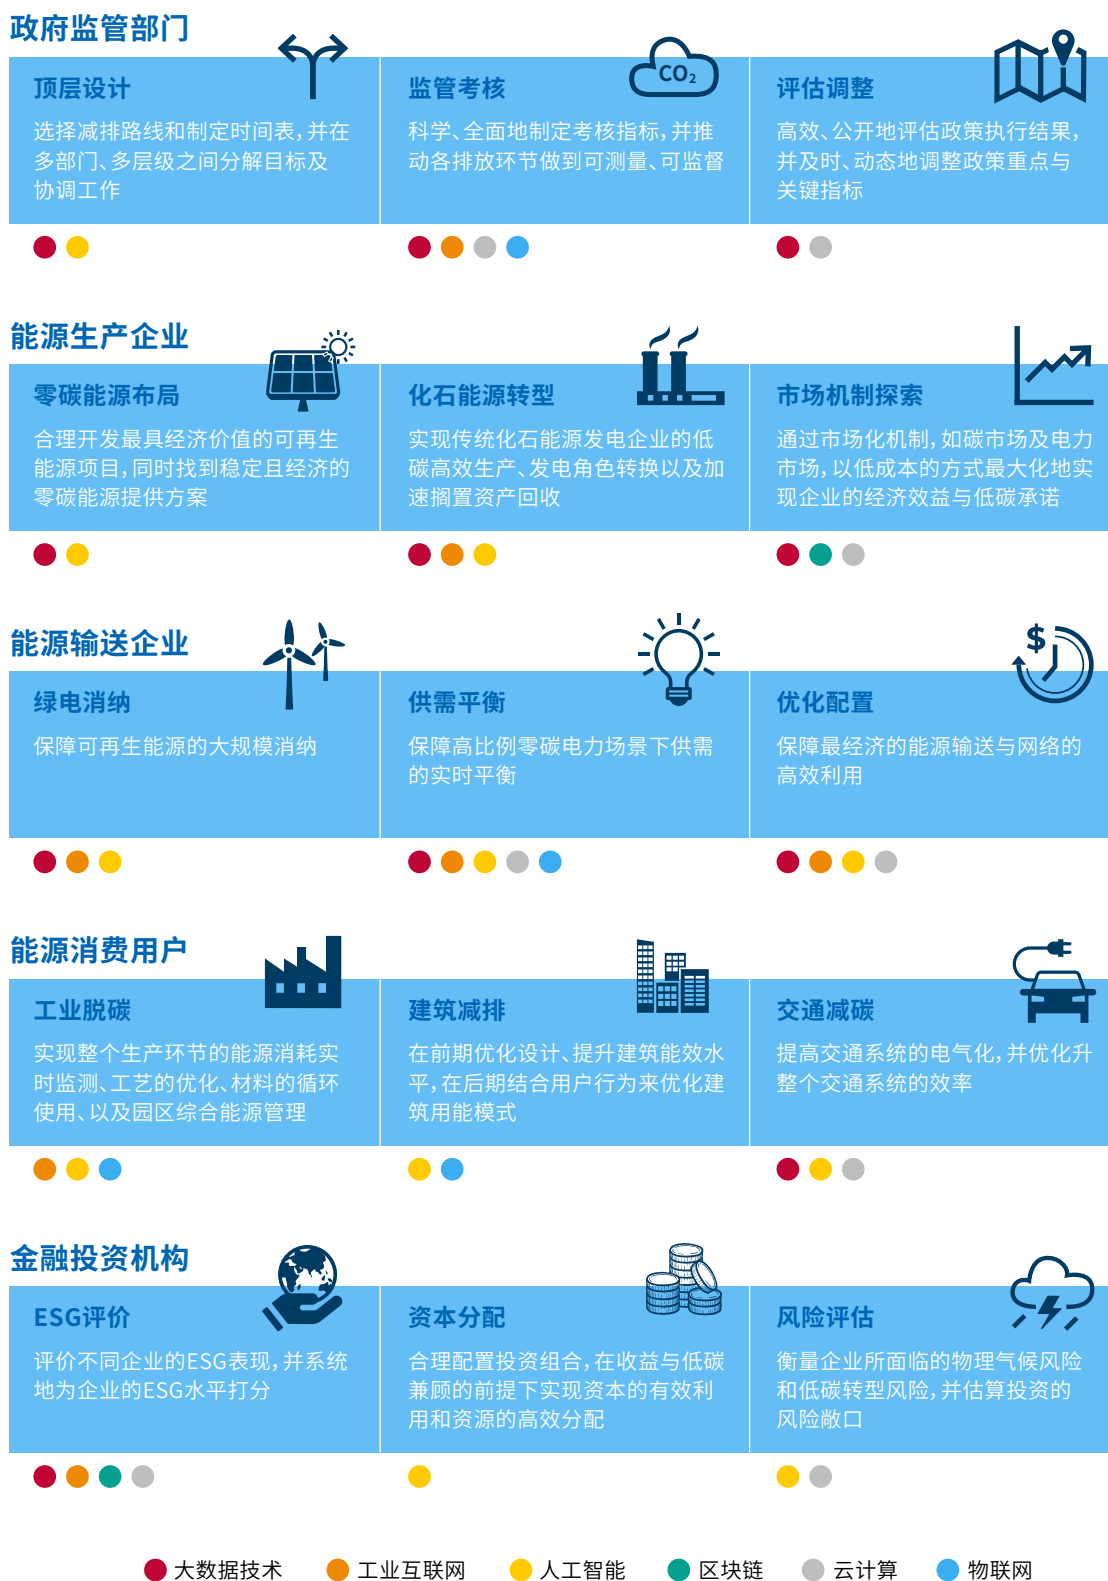 政府监管部门
顶层设计
选择减排路线和制定时间表，并在
多部门、多层级之间分解目标及
协调工作
CO₂
监管考核
科学、全面地制定考核指标，并推
动各排放环节做到可测量、可监督
评估调整
高效、公开地评估政策执行结果，
并及时、动态地调整政策重点与
关键指标
能源生产企业
零碳能源布局
合理开发最具经济价值的可再生
能源项目，同时找到稳定且经济的
零碳能源提供方案
化石能源转型
实现传统化石能源发电企业的低
碳高效生产、发电角色转换以及加
速搁置资产回收
市场机制探索
通过市场化机制，如碳市场及电力
市场，以低成本的方式最大化地实
现企业的经济效益与低碳承诺
能源输送企业
绿电消纳
保障可再生能源的大规模消纳
供需平衡
保障高比例零碳电力场景下供需
的实时平衡
$
优化配置
保障最经济的能源输送与网络的
高效利用
能源消费用户
工业脱碳
实现整个生产环节的能源消耗实
时监测、工艺的优化、材料的循环
使用、以及园区综合能源管理
建筑减排
在前期优化设计、提升建筑能效水
平，在后期结合用户行为来优化建
筑用能模式
交通减碳
提高交通系统的电气化，并优化升
整个交通系统的效率
金融投资机构
ESG评价
评价不同企业的ESG表现，并系统
地为企业的ESG水平打分
资本分配
合理配置投资组合，在收益与低碳
兼顾的前提下实现资本的有效利
用和资源的高效分配
风险评估
衡量企业所面临的物理气候风险
和低碳转型风险，并估算投资的
风险敞口
大数据技术
工业互联网
人工智能
区块链
云计算
物联网